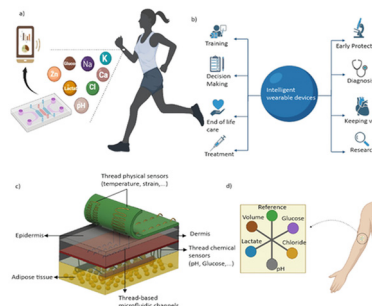 a)
Glucose
Na
K
Zn
Ca
Lactate
Cl
pH
b)
Training
Decision
Making
End of life
care
Treatment
Intelligent
wearable devices
Early Protect
Diagnosi
Keeping v
Researc
c)
Thread physical sensors
(temperature, strain,...)
Epidermis
Adipose tissue
Dermis
Thread chemical
sensors
(pH, Glucose,...)
Thread-based
microfluidic channels
d)
Reference
Volume
Glucose
Lactate
Chloride
pH